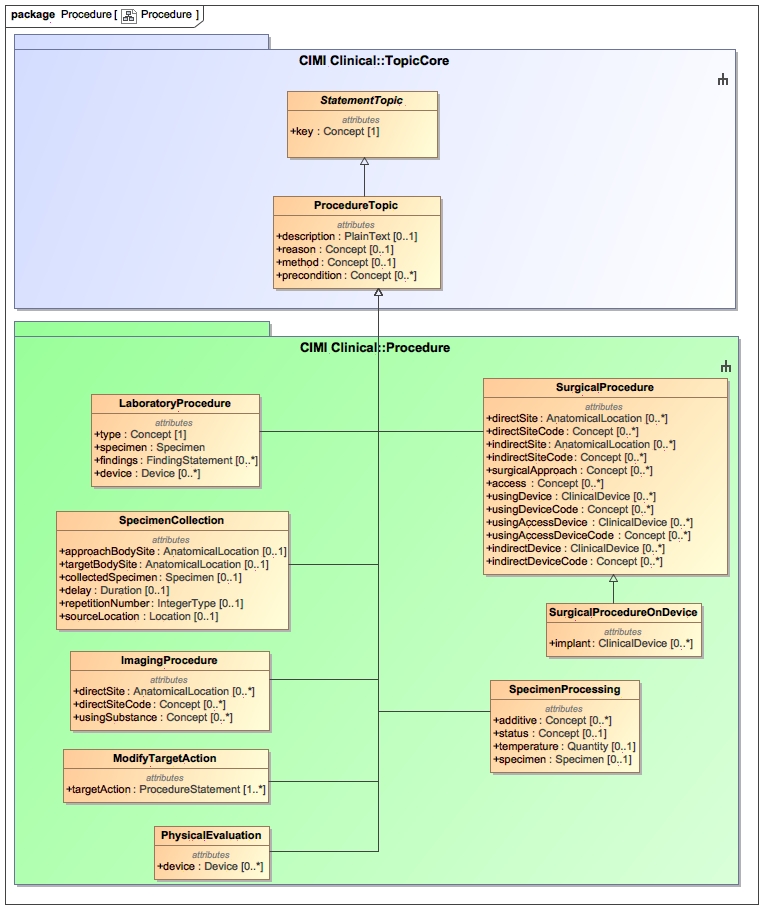 package Procedure [ Procedure ]
CIMI Clinical::TopicCore
StatementTopic
attributes
+key : Concept [1]
ProcedureTopic
attributes
+description : PlainText [0..1]
+reason : Concept [0..1]
+method : Concept [0..1]
+precondition : Concept [0..*]
CIMI Clinical::Procedure
LaboratoryProcedure
attributes
+type : Concept [1]
+specimen : Specimen
+findings : FindingStatement [0..*]
+device : Device [0..*]
SurgicalProcedure
attributes
+directSite : AnatomicalLocation [0..*]
+directSiteCode : Concept [0..*]
+indirectSite : AnatomicalLocation [0..*]
+indirectSiteCode : Concept [0..*]
+surgicalApproach : Concept [0..*]
+access : Concept [0..*]
+usingDevice : ClinicalDevice [0..*]
+usingDeviceCode : Concept [0..*]
+usingAccessDevice : ClinicalDevice [0..*]
+usingAccessDeviceCode : Concept [0..*]
+indirectDevice : ClinicalDevice [0..*]
+indirectDeviceCode : Concept [0..*]
SpecimenCollection
attributes
+approachBodySite : AnatomicalLocation [0..1]
+targetBodySite : AnatomicalLocation [0..1]
+collectedSpecimen : Specimen [0..1]
+delay : Duration [0..1]
+repetitionNumber : IntegerType [0..1]
+sourceLocation : Location [0..1]
SurgicalProcedureOnDevice
attributes
+implant : ClinicalDevice [0..*]
ImagingProcedure
attributes
+directSite : AnatomicalLocation [0..*]
+directSiteCode : Concept [0..*]
+usingSubstance : Concept [0..*]
SpecimenProcessing
attributes
+additive : Concept [0..*]
+status : Concept [0..1]
+temperature : Quantity [0..1]
+specimen : Specimen [0..1]
ModifyTargetAction
attributes
+targetAction : ProcedureStatement [1..*]
PhysicalEvaluation
attributes
+device : Device [0..*]